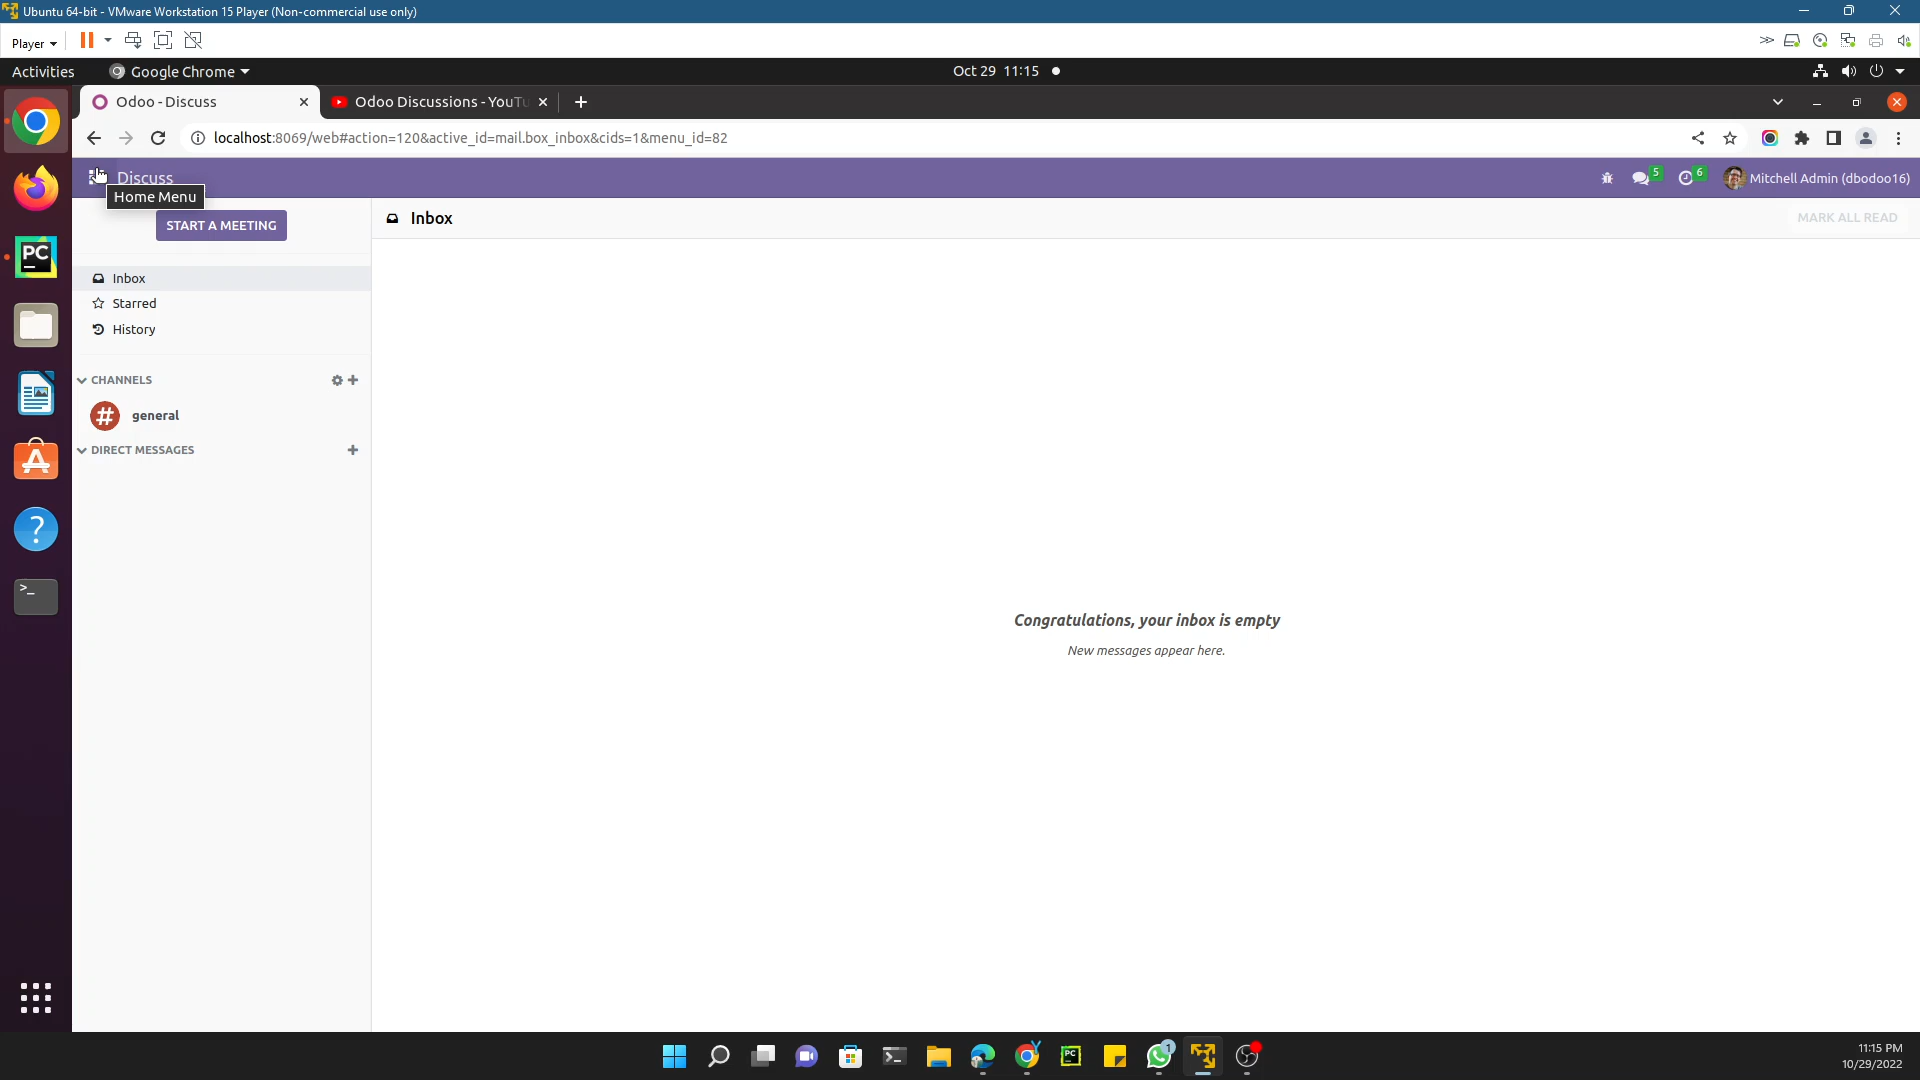 Ubuntu 64-bit - VMware Workstation 15 Player (Non-commercial use only)
Player
Activities
Google Chrome
Oct 29 11:15
Odoo - Discuss
Odoo Discussions - YouTu
localhost:8069/web#action=120&active_id=mail.box_inbox&cids=1&menu_id=82
Discuss
5
6
Mitchell Admin (dbodoo16)
Home Menu
START A MEETING
Inbox
MARK ALL READ
Inbox
Starred
History
CHANNELS
general
DIRECT MESSAGES
Congratulations, your inbox is empty
New messages appear here.
PC
PC
1
11:15 PM
10/29/2022